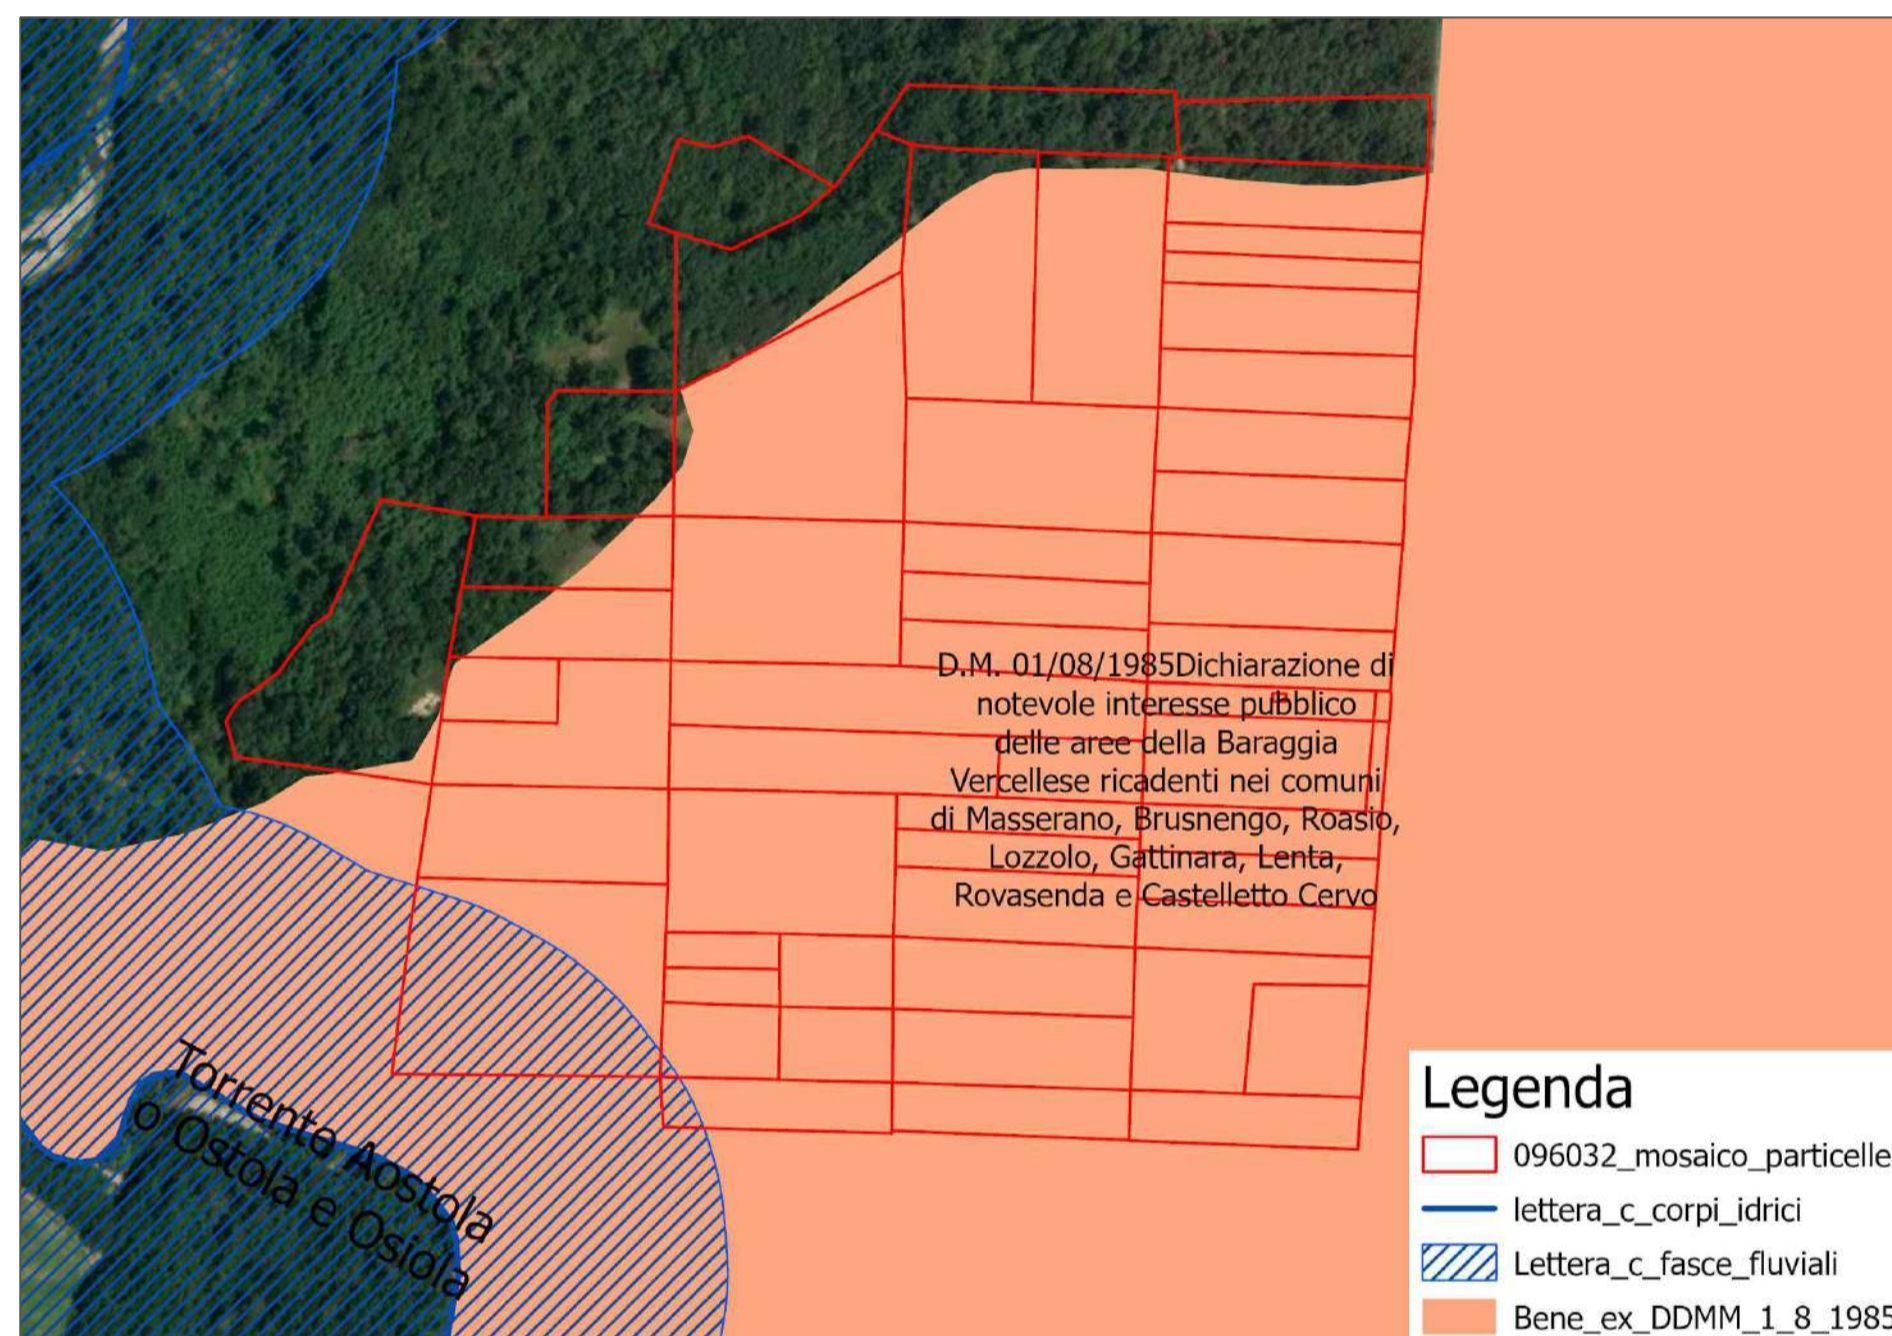 D.M. 01/08/1985Dichiarazione di
notevole interesse pubblico
delle aree della Baraggia
Vercellese ricadenti nei comuni
di Masserano, Brusnengo, Roasio,
Lozzolo, Gattinara, Lenta,
Rovasenda e Castelletto Cervo
Torrente Aostola
o Ostola e Osiola
Legenda
096032_mosaico_particelle
lettera_c_corpi_idrici
Lettera_c_fasce_fluviali
Bene_ex_DDMM_1_8_1985